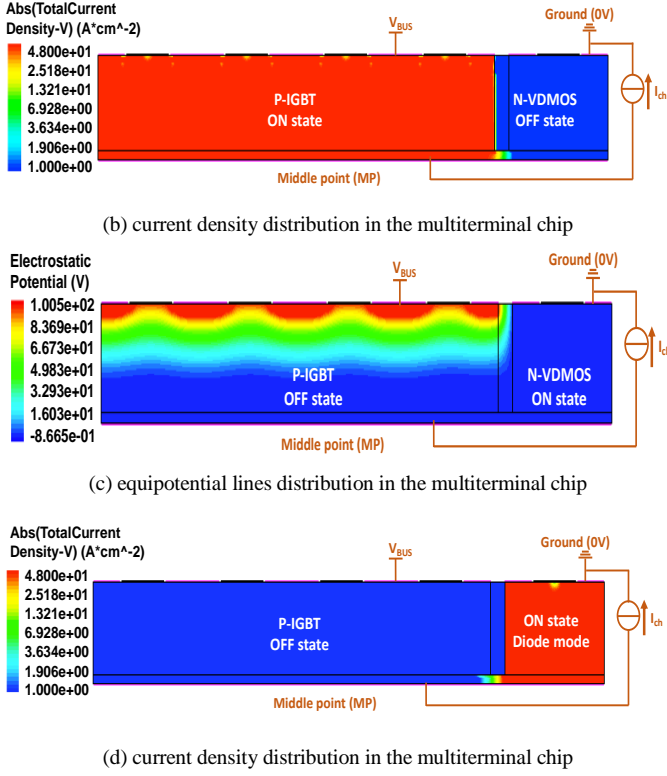 Abs(TotalCurrent
Density-V) (A*cm^-2)
4.800e+01
2.518e+01
1.321e+01
6.928e+00
3.634e+00
1.906e+00
1.000e+00
V_BUS
Ground (0V)
I_ch
P-IGBT
ON state
N-VDMOS
OFF state
Middle point (MP)
(b) current density distribution in the multiterminal chip
Electrostatic
Potential (V)
1.005e+02
8.369e+01
6.673e+01
4.983e+01
3.293e+01
1.603e+01
-8.665e-01
V_BUS
Ground (0V)
I_cl
P-IGBT
OFF state
N-VDMOS
ON state
Middle point (MP)
(c) equipotential lines distribution in the multiterminal chip
Abs(TotalCurrent
Density-V) (A*cm^-2)
4.800e+01
2.518e+01
1.321e+01
6.928e+00
3.634e+00
1.906e+00
1.000e+00
V_BUS
Ground (0V)
I_ch
P-IGBT
OFF state
ON state
Diode mode
Middle point (MP)
(d) current density distribution in the multiterminal chip